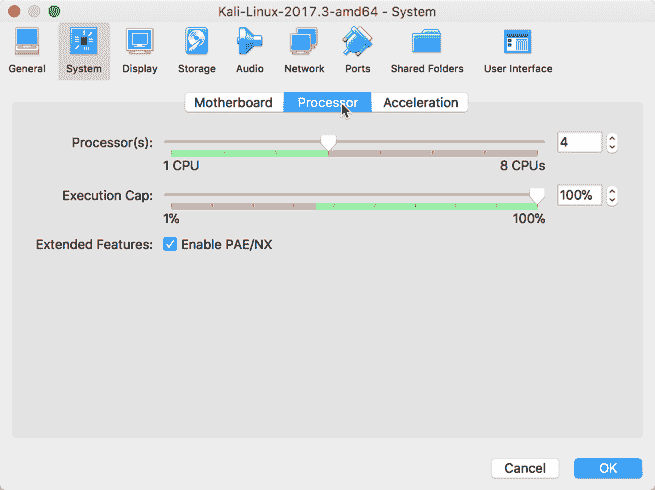 Kali-Linux-2017.3-amd64 - System
General System Display Storage Audio Network Ports Shared Folders User Interface
Motherboard Processor Acceleration
Processor(s): 4
1 CPU 8 CPUs
Execution Cap: 100%
1% 100%
Extended Features: Enable PAE/NX
Cancel OK